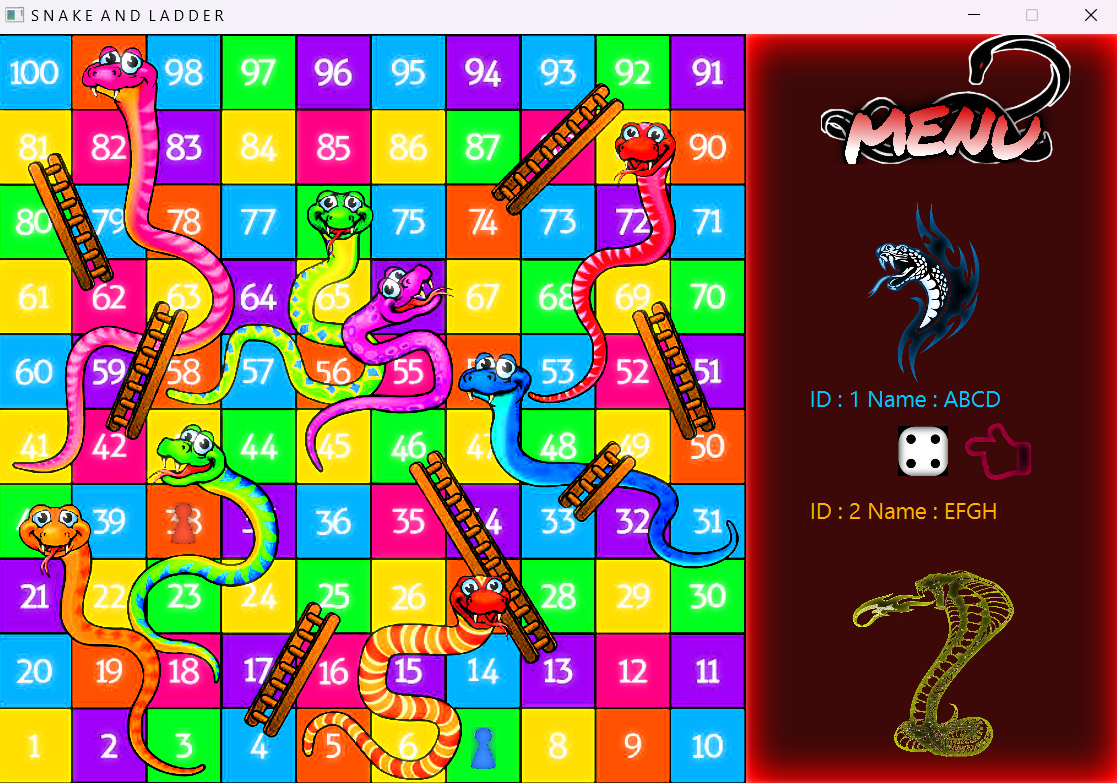 SNAKE AND LADDER
100 98 97 96 95 94 93 92 91
81 82 83 84 85 86 87 90
80 79 78 77 75 74 73 72 71
61 62 63 64 65 67 68 69 70
60 59 58 57 56 55 53 52 51
41 42 44 45 46 47 48 49 50
39 38 36 35 34 33 32 31
21 22 23 24 25 26 28 29 30
20 19 18 17 16 15 14 13 12 11
1 2 3 4 5 6 8 9 10
MENU
ID : 1 Name : ABCD
ID : 2 Name : EFGH